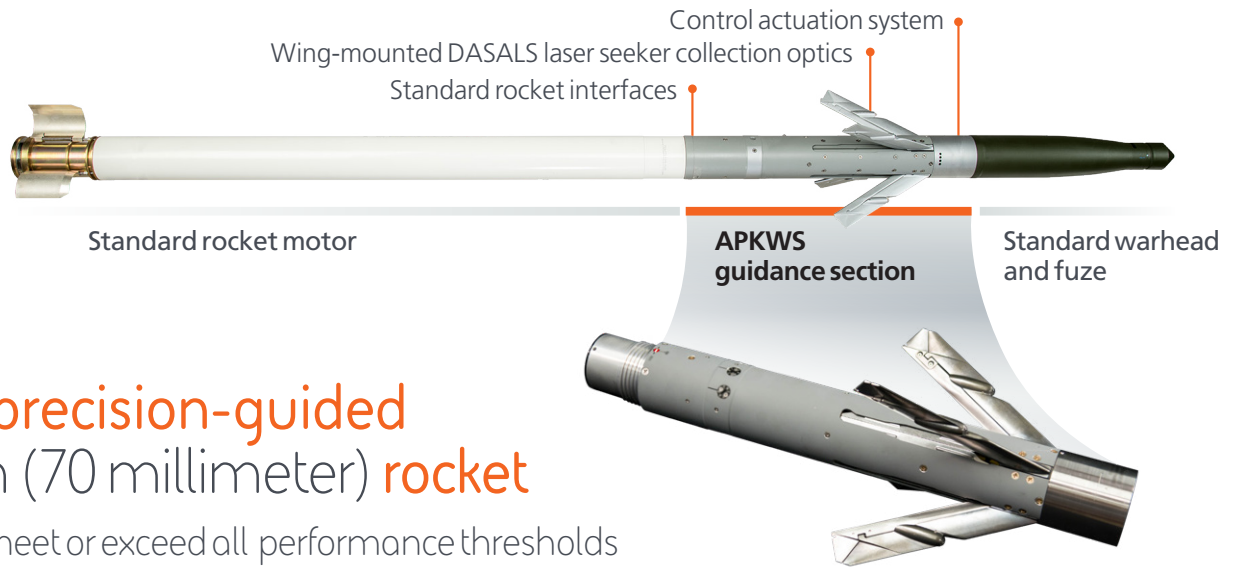 Control actuation system
Wing-mounted DASALS laser seeker collection optics
Standard rocket interfaces
Standard rocket motor
APKWS
guidance section
Standard warhead
and fuze
precision-guided
(70 millimeter) rocket
meet or exceed all performance thresholds